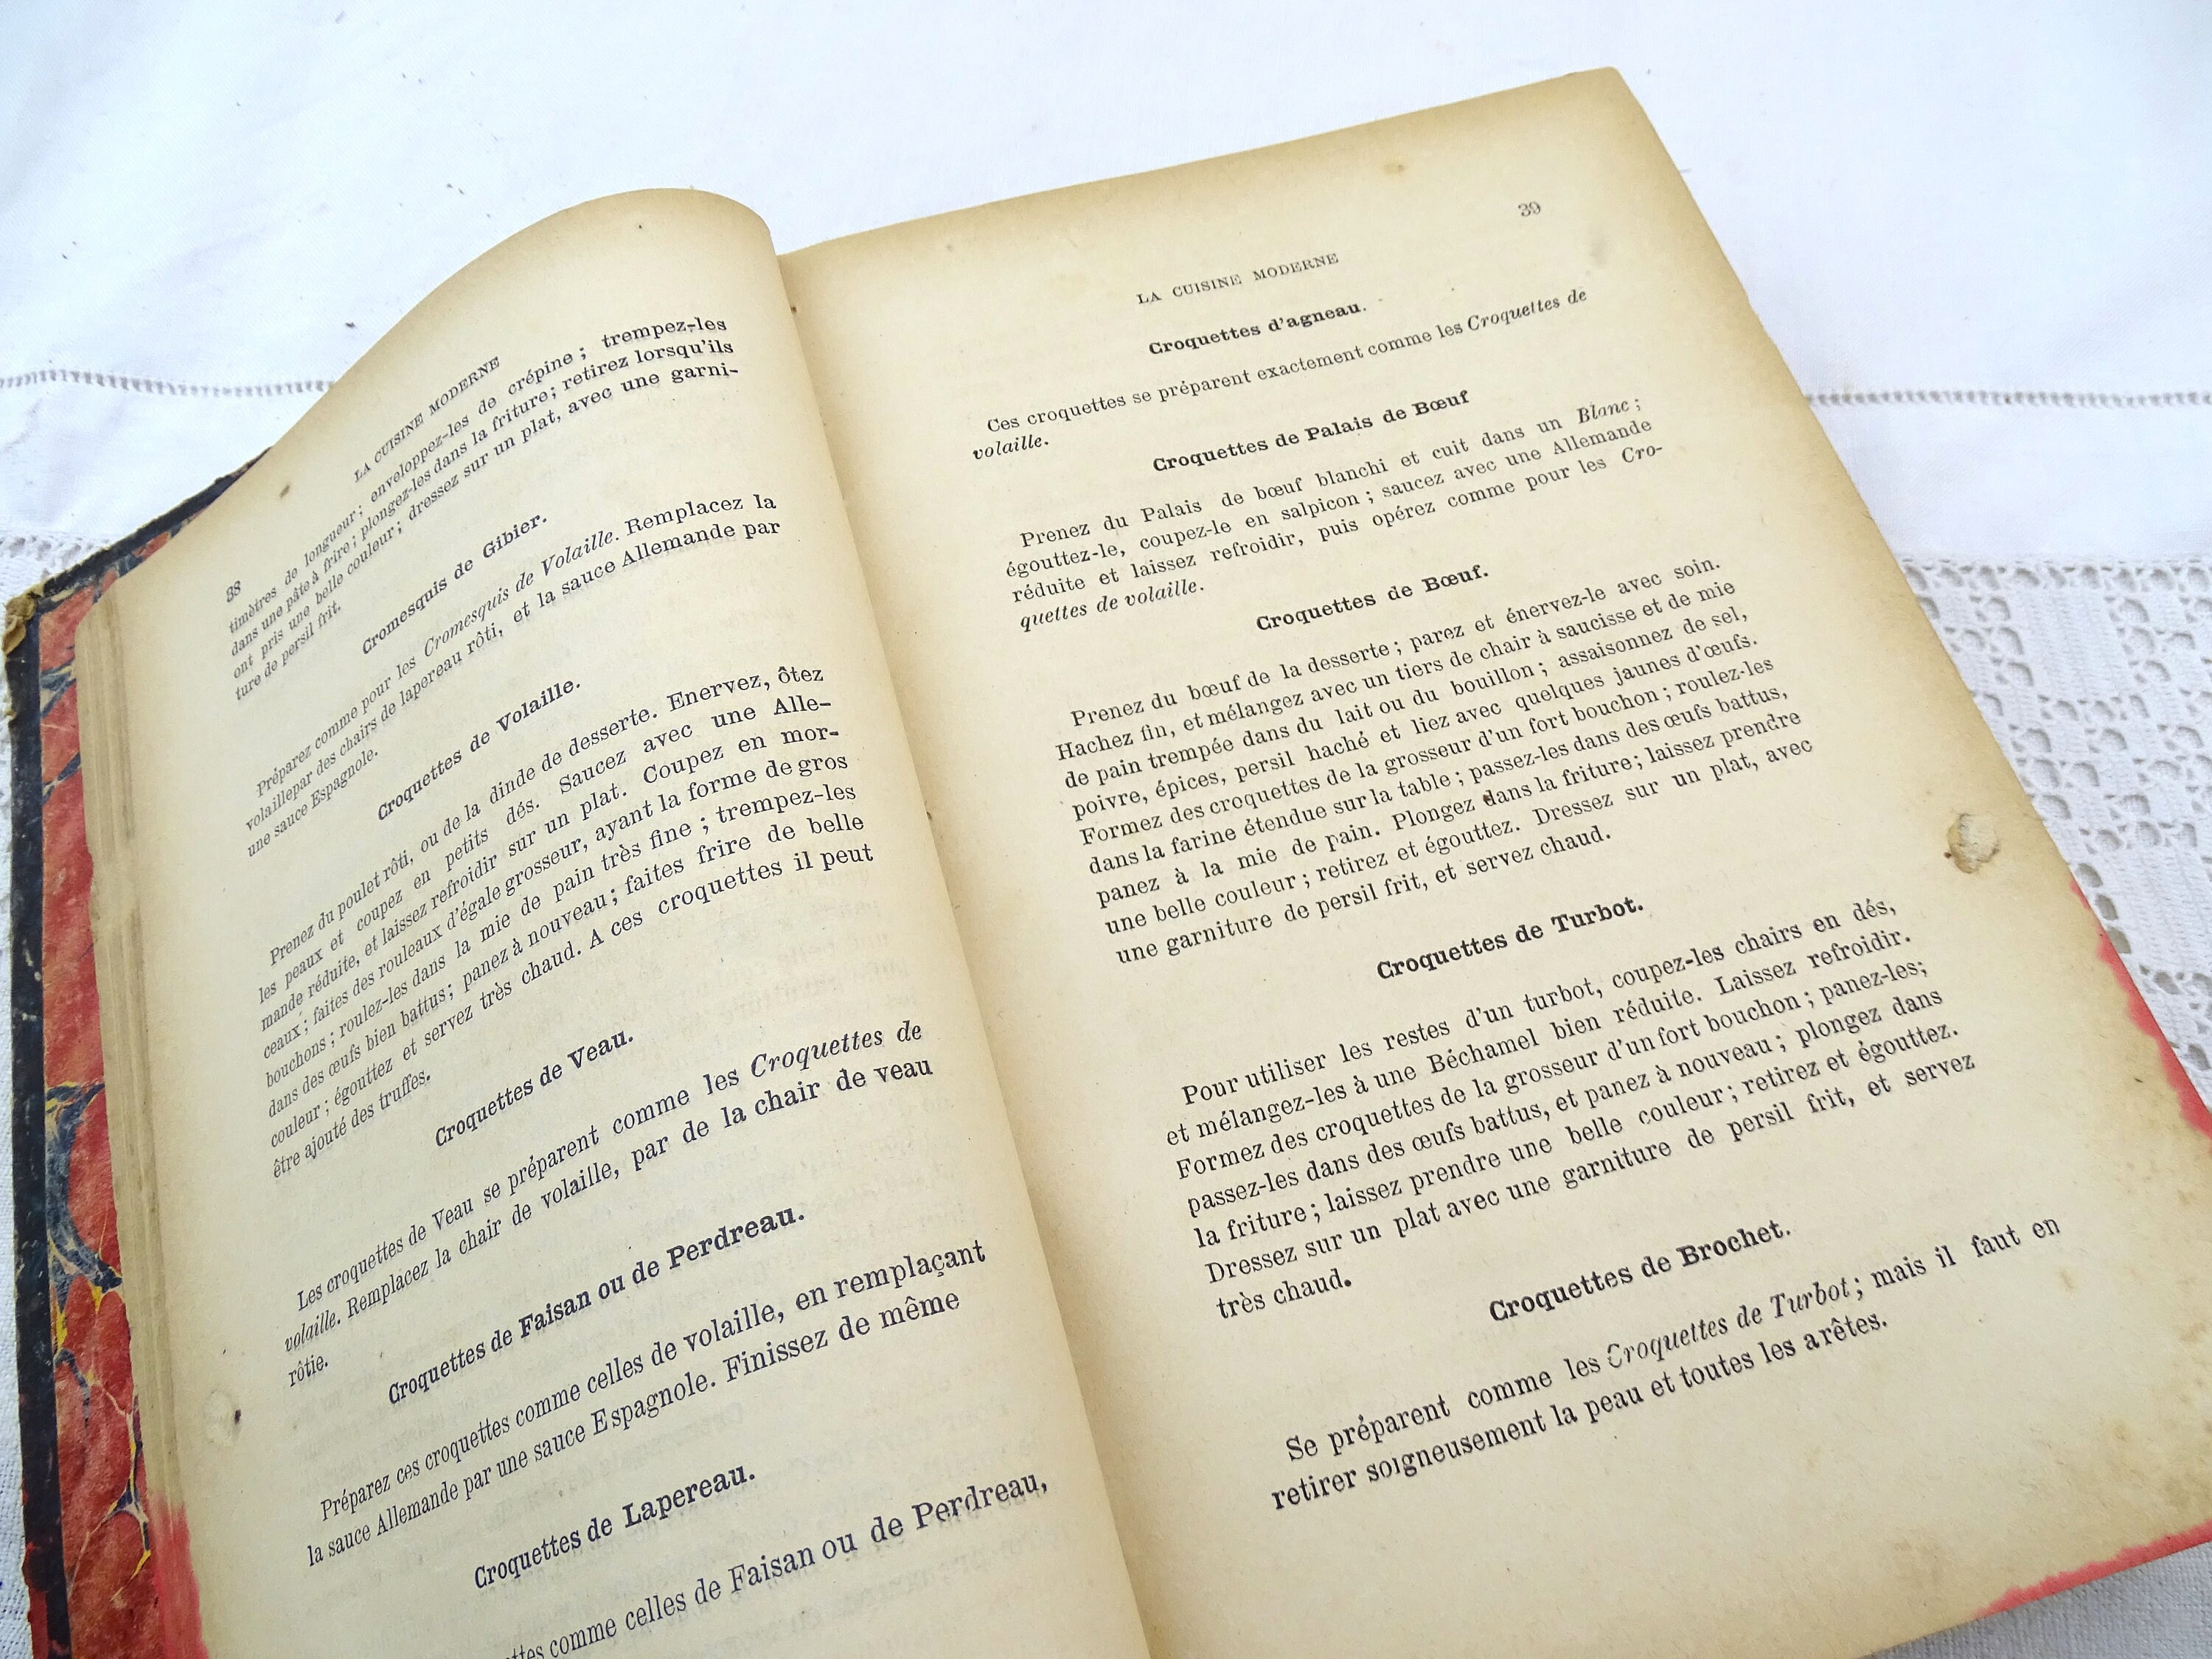 38
LA CUISINE MODERNE
timètres de longueur; enveloppez-les de crépine; trempez-les
dans une pâte à frire; plongez-les dans la friture; retirez lorsqu'ils
ont pris une belle couleur; dressez sur un plat, avec une garni-
ture de persil frit.
Cromesquis de Gibier.
Préparez comme pour les Cromesquis de Volaille. Remplacez la
volaillepar des chairs de lapereau rôti, et la sauce Allemande par
une sauce Espagnole.
Croquettes de Volaille.
Prenez du poulet rôti, ou de la dinde de desserte. Enervez, ôtez
les peaux et coupez en petits dés. Saucez avec une Alle-
mande réduite, et laissez refroidir sur un plat. Coupez en mor-
ceaux; faites des rouleaux d'égale grosseur, ayant la forme de gros
bouchons; roulez-les dans la mie de pain très fine; trempez-les
dans des œufs bien battus; panez à nouveau; faites frire de belle
couleur; égouttez et servez très chaud. A ces croquettes il peut
être ajouté des truffes.
Croquettes de Veau.
Les croquettes de Veau se préparent comme les Croquettes de
volaille. Remplacez la chair de volaille, par de la chair de veau
rôtie.
Croquettes de Faisan ou de Perdreau.
Préparez ces croquettes comme celles de volaille, en remplaçant
la sauce Allemande par une sauce Espagnole. Finissez de même
Croquettes de Lapereau.
comme celles de Faisan ou de Perdreau,
39
LA CUISINE MODERNE
Croquettes d'agneau.
Ces croquettes se préparent exactement comme les Croquettes de
volaille.
Croquettes de Palais de Bœuf
Prenez du Palais de bœuf blanchi et cuit dans un Blanc;
égouttez-le, coupez-le en salpicon; saucez avec une Allemande
réduite et laissez refroidir, puis opérez comme pour les Cro-
quettes de volaille.
Croquettes de Bœuf.
Prenez du bœuf de la desserte; parez et énervez-le avec soin.
Hachez fin, et mélangez avec un tiers de chair à saucisse et de mie
de pain trempée dans du lait ou du bouillon; assaisonnez de sel,
poivre, épices, persil haché et liez avec quelques jaunes d'œufs.
Formez des croquettes de la grosseur d'un fort bouchon; roulez-les
dans la farine étendue sur la table; passez-les dans des œufs battus,
panez à la mie de pain. Plongez dans la friture; laissez prendre
une belle couleur; retirez et égouttez. Dressez sur un plat, avec
une garniture de persil frit, et servez chaud.
Croquettes de Turbot.
Pour utiliser les restes d'un turbot, coupez-les chairs en dés,
et mélangez-les à une Béchamel bien réduite. Laissez refroidir.
Formez des croquettes de la grosseur d'un fort bouchon; panez-les;
passez-les dans des œufs battus, et panez à nouveau; plongez dans
la friture; laissez prendre une belle couleur; retirez et égouttez.
Dressez sur un plat avec une garniture de persil frit, et servez
très chaud.
Croquettes de Brochet.
Se préparent comme les Croquettes de Turbot; mais il faut en
retirer soigneusement la peau et toutes les arêtes.